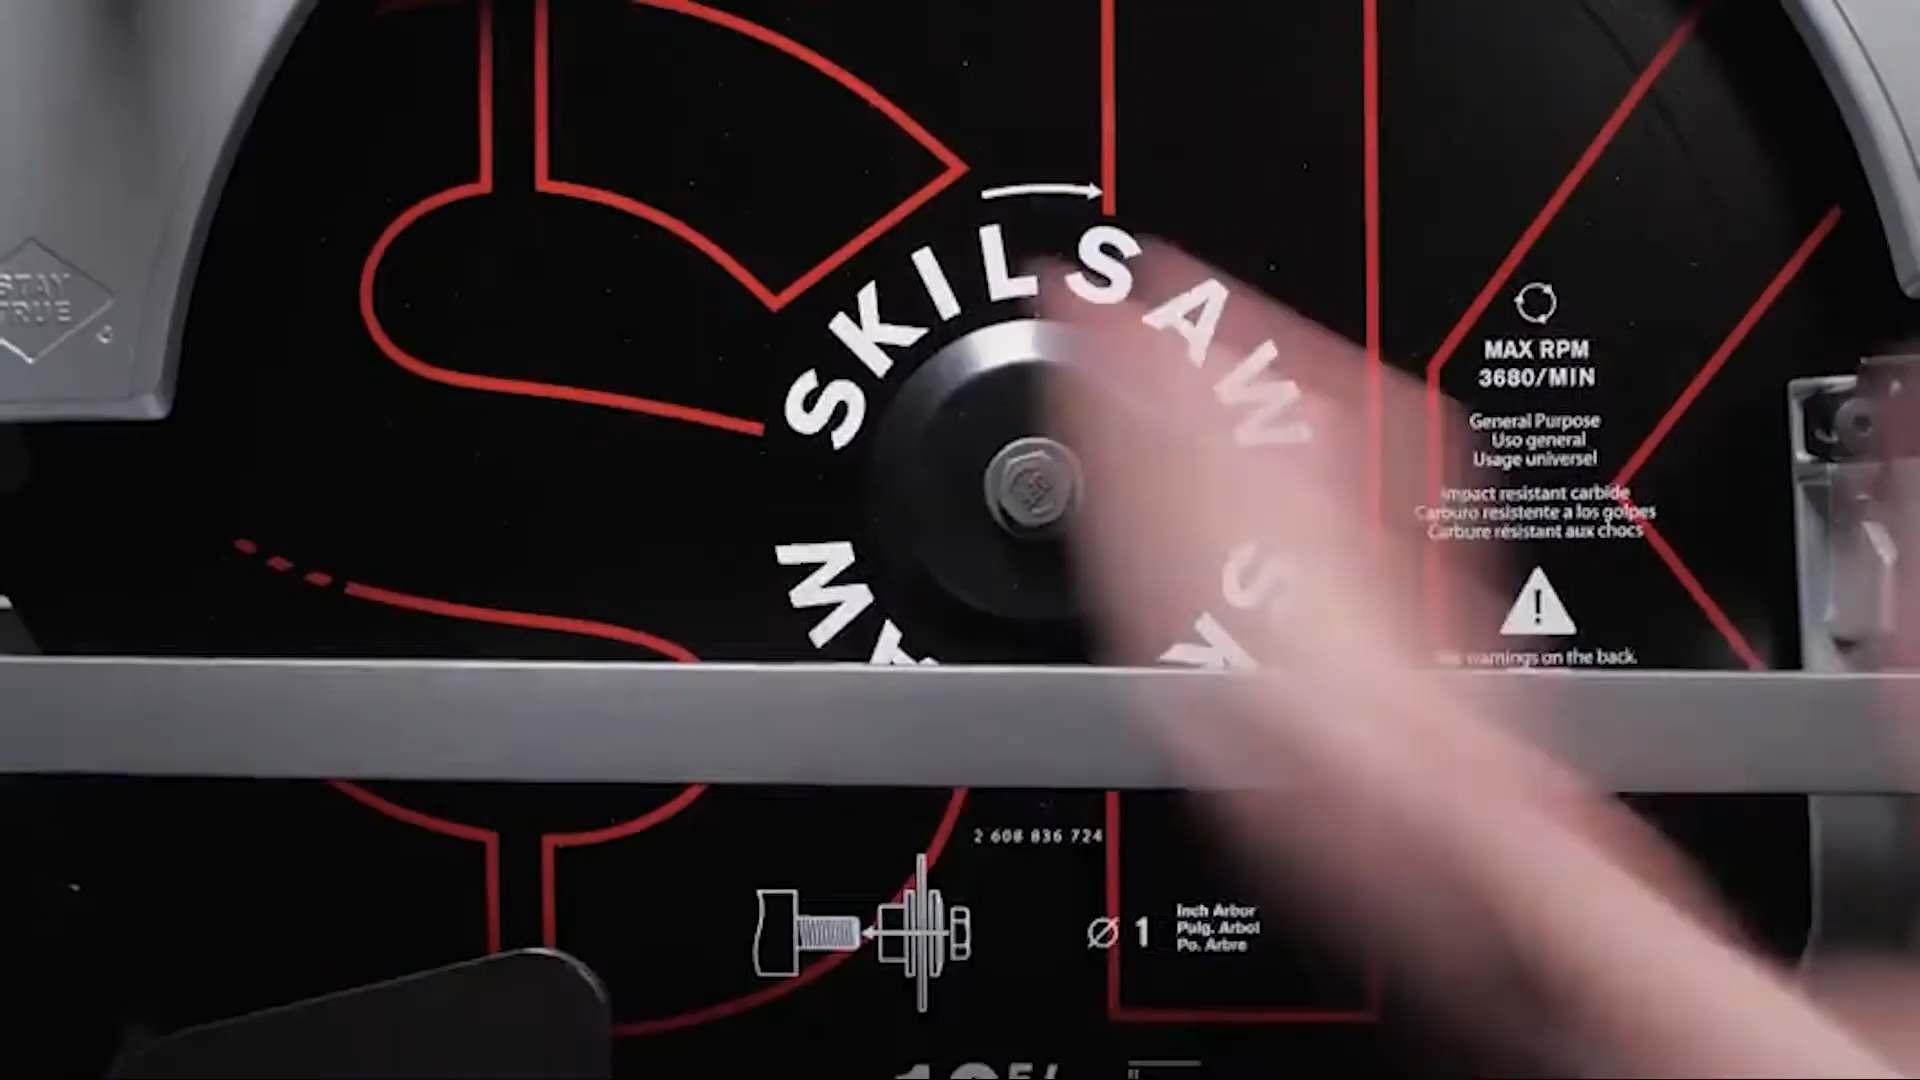 STAY
TRUE
SKILSAW
MAX RPM
3680/MIN
General Purpose
Uso general
Usage universel
Impact resistant carbide
Carburo resistente a los golpes
Carbure résistant aux chocs
warnings on the back.
2 608 836 724
Ø 1
Inch Arbor
Pulg. Arbol
Po. Arbre